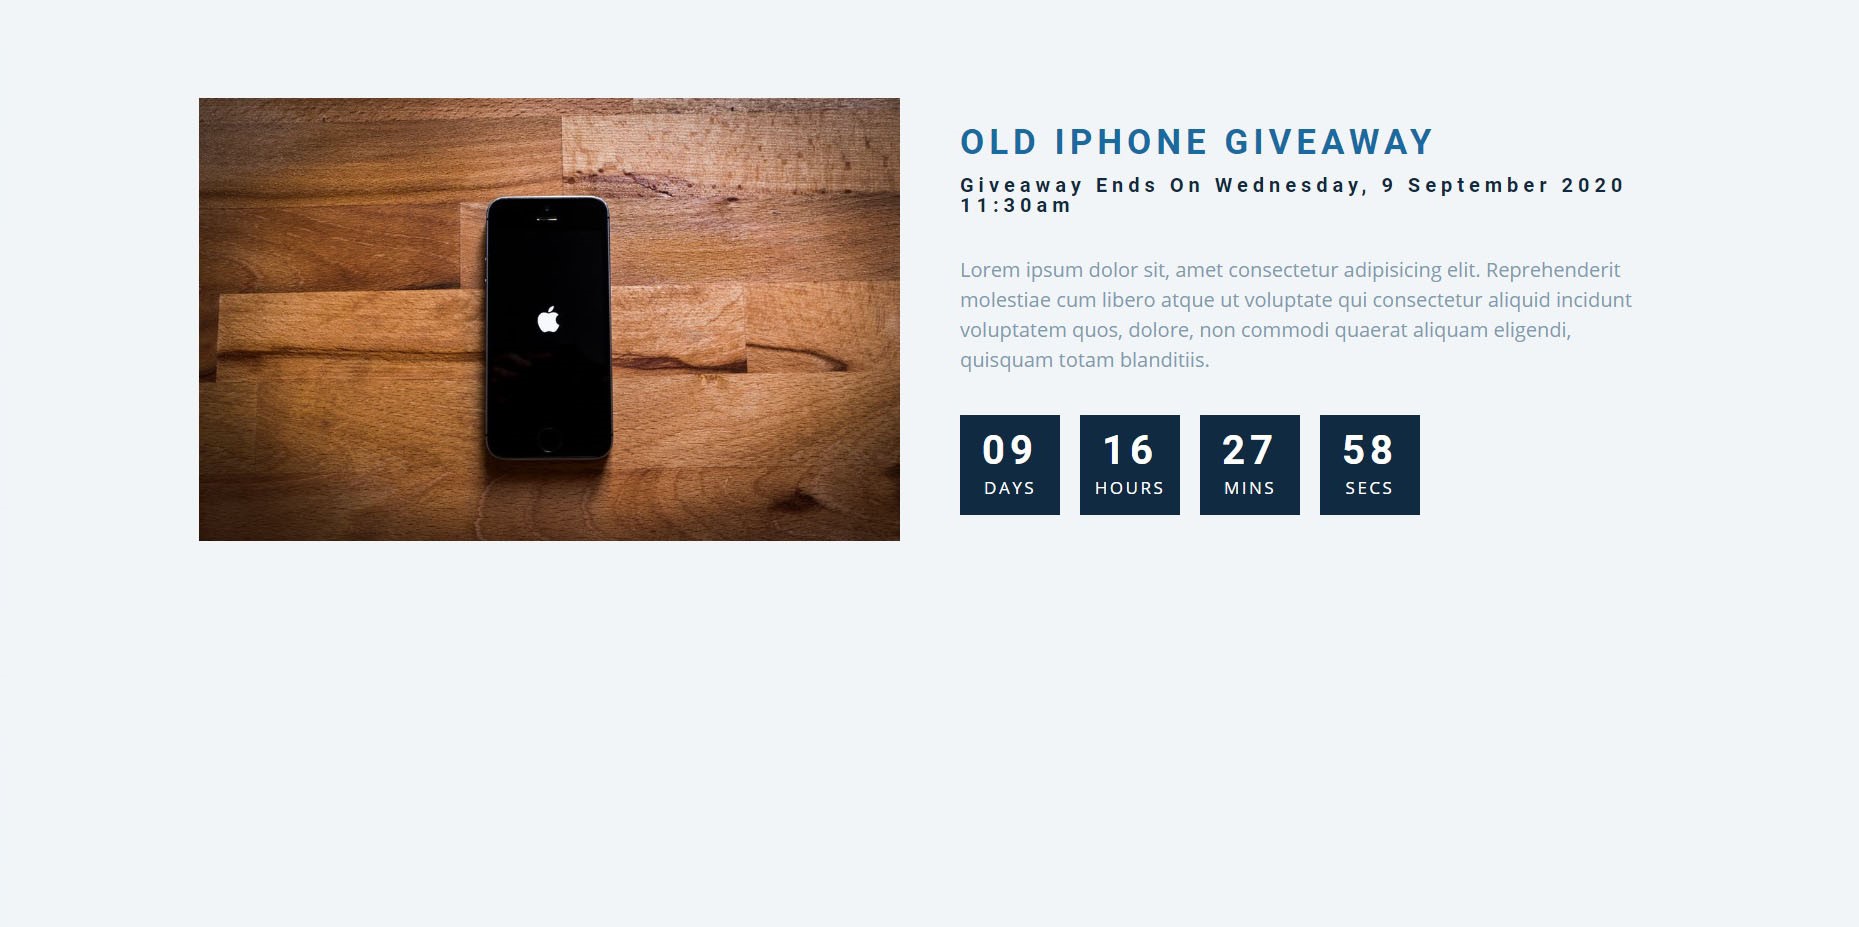 OLD IPHONE GIVEAWAY
Giveaway Ends On Wednesday, 9 September 2020
11:30am
Lorem ipsum dolor sit, amet consectetur adipisicing elit. Reprehenderit
molestiae cum libero atque ut voluptate qui consectetur aliquid incidunt
voluptatem quos, dolore, non commodi quaerat aliquam eligendi,
quisquam totam blanditiis.
09 16 27 58
DAYS HOURS MINS SECS